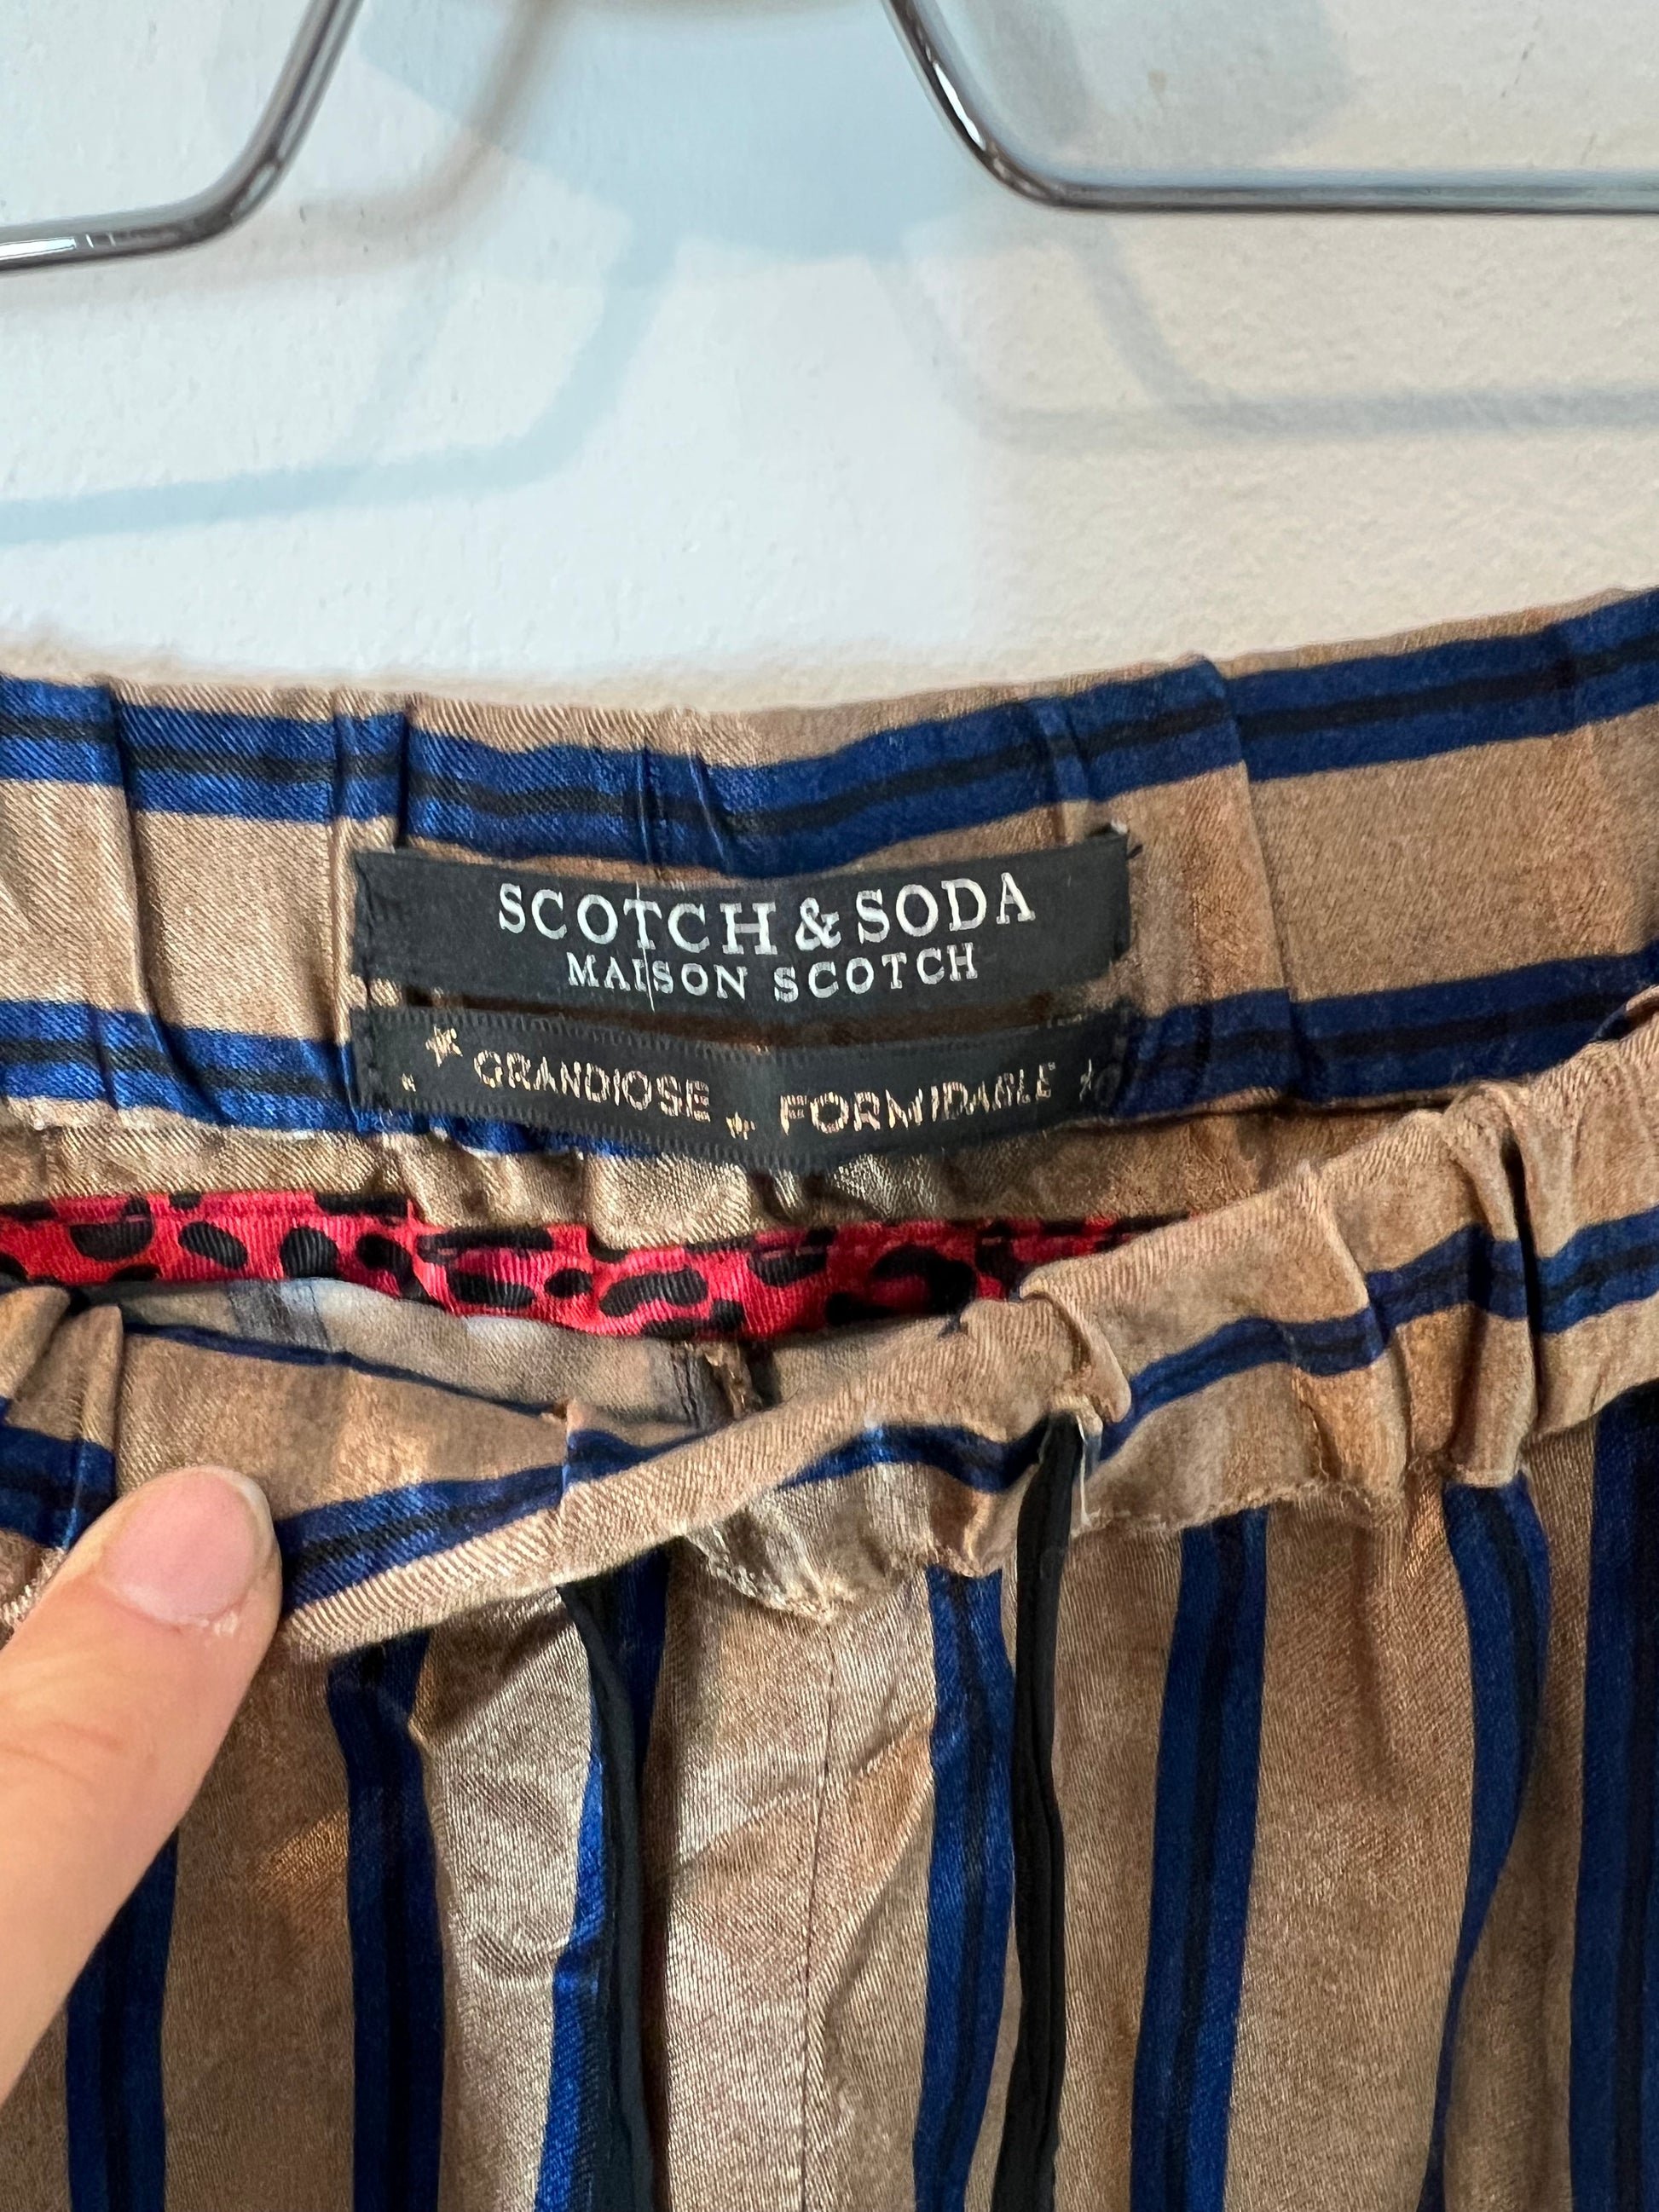 SCOTCH & SODA
MAISON SCOTCH
GRANDIOSE FORMIDABLE